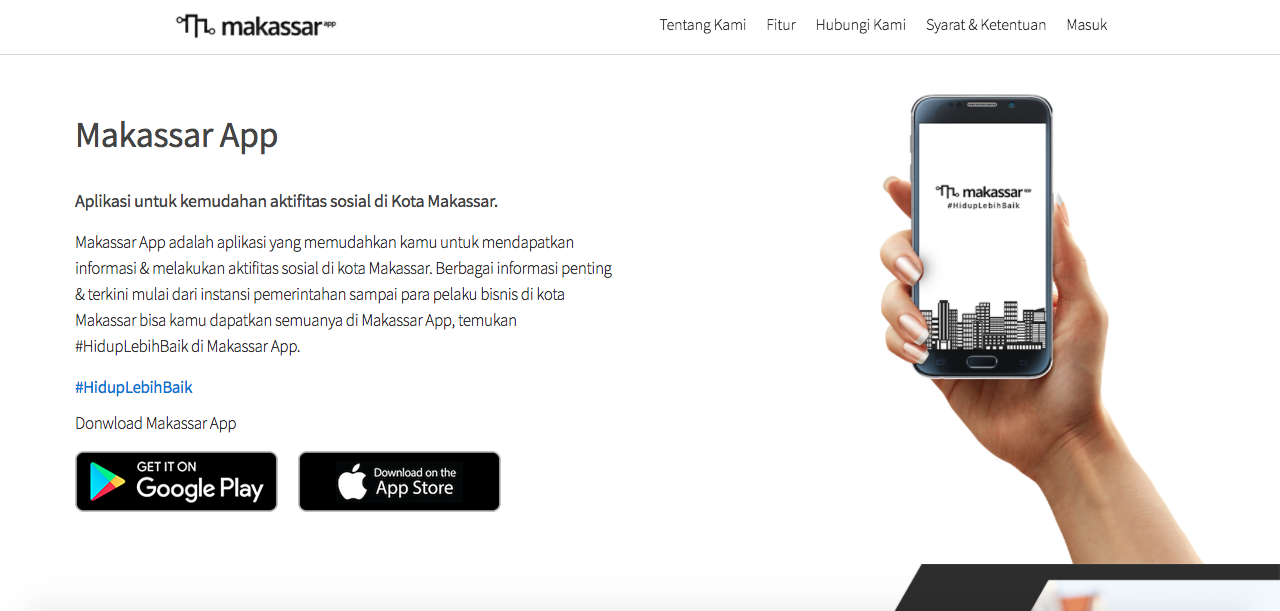 makassar app
Tentang Kami
Fitur
Hubungi Kami
Syarat & Ketentuan
Masuk
Makassar App
Aplikasi untuk kemudahan aktifitas sosial di Kota Makassar.
Makassar App adalah aplikasi yang memudahkan kamu untuk mendapatkan
informasi & melakukan aktifitas sosial di kota Makassar. Berbagai informasi penting
& terkini mulai dari instansi pemerintahan sampai para pelaku bisnis di kota
Makassar bisa kamu dapatkan semuanya di Makassar App, temukan
#HidupLebihBaik di Makassar App.
#HidupLebihBaik
Donwload Makassar App
GET IT ON
Google Play
Download on the
App Store
makassar app
#HidupLebihBaik